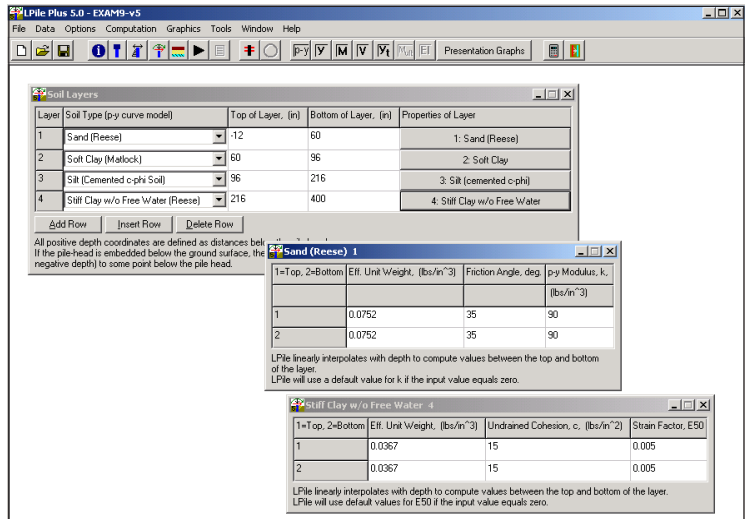 LPile Plus 5.0 - EXAM9-v5
File Data Options Computation Graphics Tools Window Help
p-y y M V yt Mult EI Presentation Graphs
Soil Layers
Layer Soil Type (p-y curve model) Top of Layer, (in) Bottom of Layer, (in) Properties of Layer
1 Sand (Reese) -12 60 1: Sand (Reese)
2 Soft Clay (Matlock) 60 96 2: Soft Clay
3 Silt (Cemented c-phi Soil) 96 216 3: Silt (cemented c-phi)
4 Stiff Clay w/o Free Water (Reese) 216 400 4: Stiff Clay w/o Free Water
Add Row Insert Row Delete Row
All positive depth coordinates are defined as distances
If the pile-head is embedded below the ground surface, the
negative depth) to some point below the pile head.
Sand (Reese) 1
1=Top, 2=Bottom Eff. Unit Weight, (lbs/in^3) Friction Angle, deg. p-y Modulus, k,
(lbs/in^3)
1 0.0752 35 90
2 0.0752 35 90
LPile linearly interpolates with depth to compute values between the top and bottom
of the layer.
LPile will use a default value for k if the input value equals zero.
Stiff Clay w/o Free Water 4
1=Top, 2=Bottom Eff. Unit Weight, (lbs/in^3) Undrained Cohesion, c, (lbs/in^2) Strain Factor, E50
1 0.0367 15 0.005
2 0.0367 15 0.005
LPile linearly interpolates with depth to compute values between the top and bottom of the layer.
LPile will use default values for E50 if the input value equals zero.